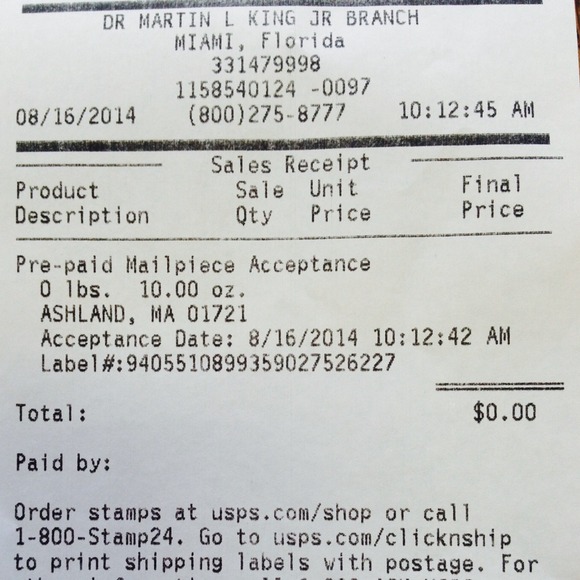 DR MARTIN L KING JR BRANCH
MIAMI, Florida
331479998
1158540124 -0097
08/16/2014 (800)275-8777 10:12:45 AM
Sales Receipt
Product Sale Unit Final
Description Qty Price Price
Pre-paid Mailpiece Acceptance
0 lbs. 10.00 oz.
ASHLAND, MA 01721
Acceptance Date: 8/16/2014 10:12:42 AM
Label#:9405510899359027526227
Total: $0.00
Paid by:
Order stamps at usps.com/shop or call
1-800-Stamp24. Go to usps.com/clicknship
to print shipping labels with postage. For